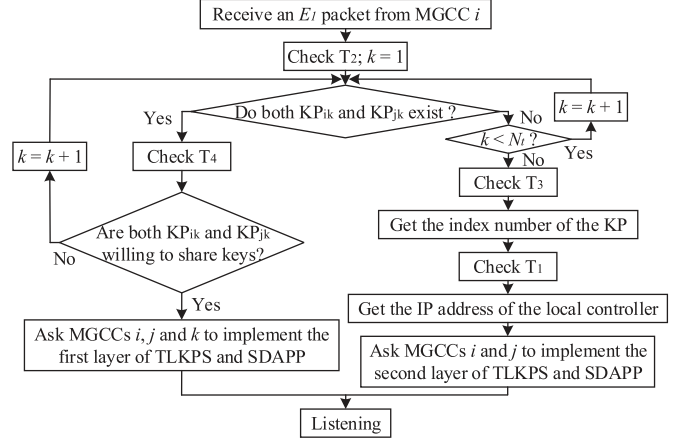 Receive an E1 packet from MGCC i
Check T2; k = 1
Do both KPik and KPjk exist ?
Yes
No
k = k + 1
k < Nt ?
Yes
No
k = k + 1
Check T4
Check T3
Are both KPik and KPjk
willing to share keys?
No
Yes
Get the index number of the KP
Check T1
Get the IP address of the local controller
Ask MGCCs i, j and k to implement the
first layer of TLKPS and SDAPP
Ask MGCCs i and j to implement the
second layer of TLKPS and SDAPP
Listening